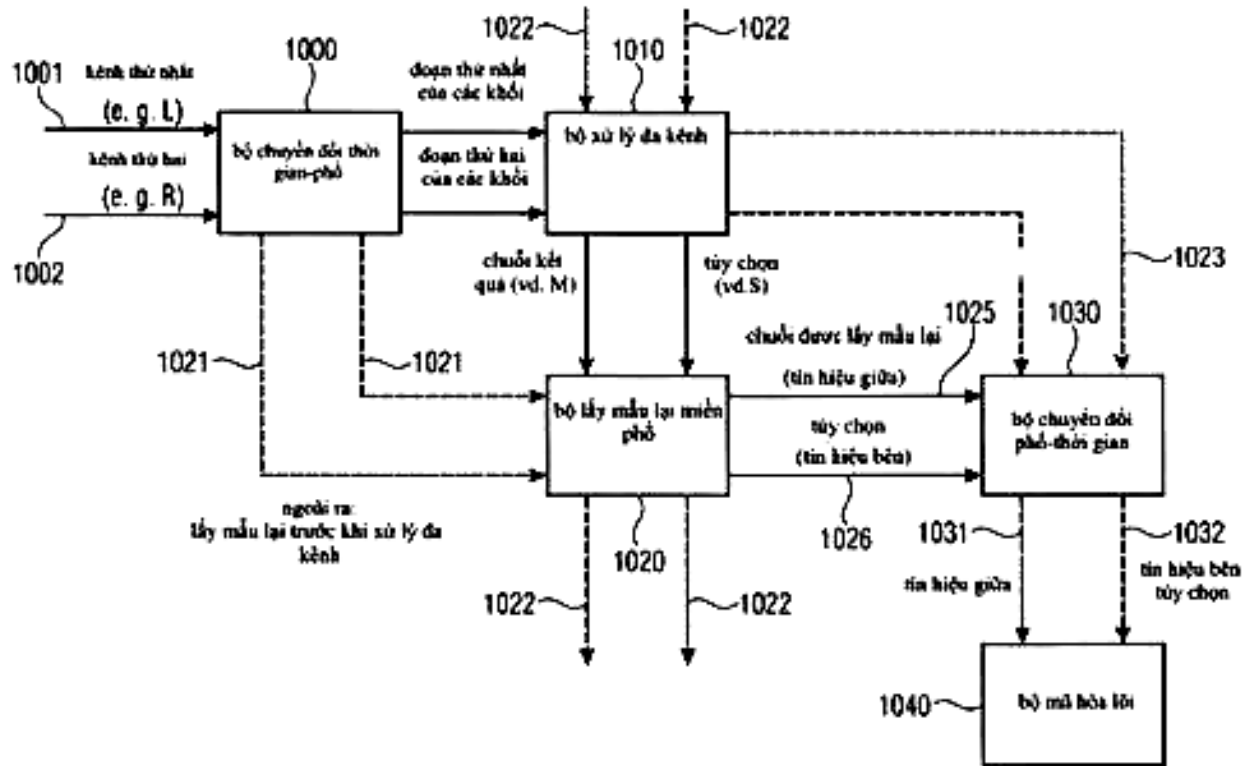 1022
1022
1000
1010
1001
kênh thứ nhất
(e. g. L)
đoạn thứ nhất
của các khối
bộ chuyển đổi thời
gian-phổ
bộ xử lý đa kênh
kênh thứ hai
(e. g. R)
đoạn thứ hai
của các khối
1002
chuỗi kết
quả (vd. M)
tùy chọn
(vd.S)
1023
1025
1030
chuỗi được lấy mẫu lại
(tín hiệu giữa)
1021
1021
bộ lấy mẫu lại miền
phổ
tùy chọn
(tín hiệu bên)
bộ chuyển đổi
phổ-thời gian
ngoài ra:
lấy mẫu lại trước khi xử lý đa
kênh
1020
1026
1031
1032
tín hiệu giữa
tín hiệu bên
tùy chọn
1022
1022
1040
bộ mã hóa lõi